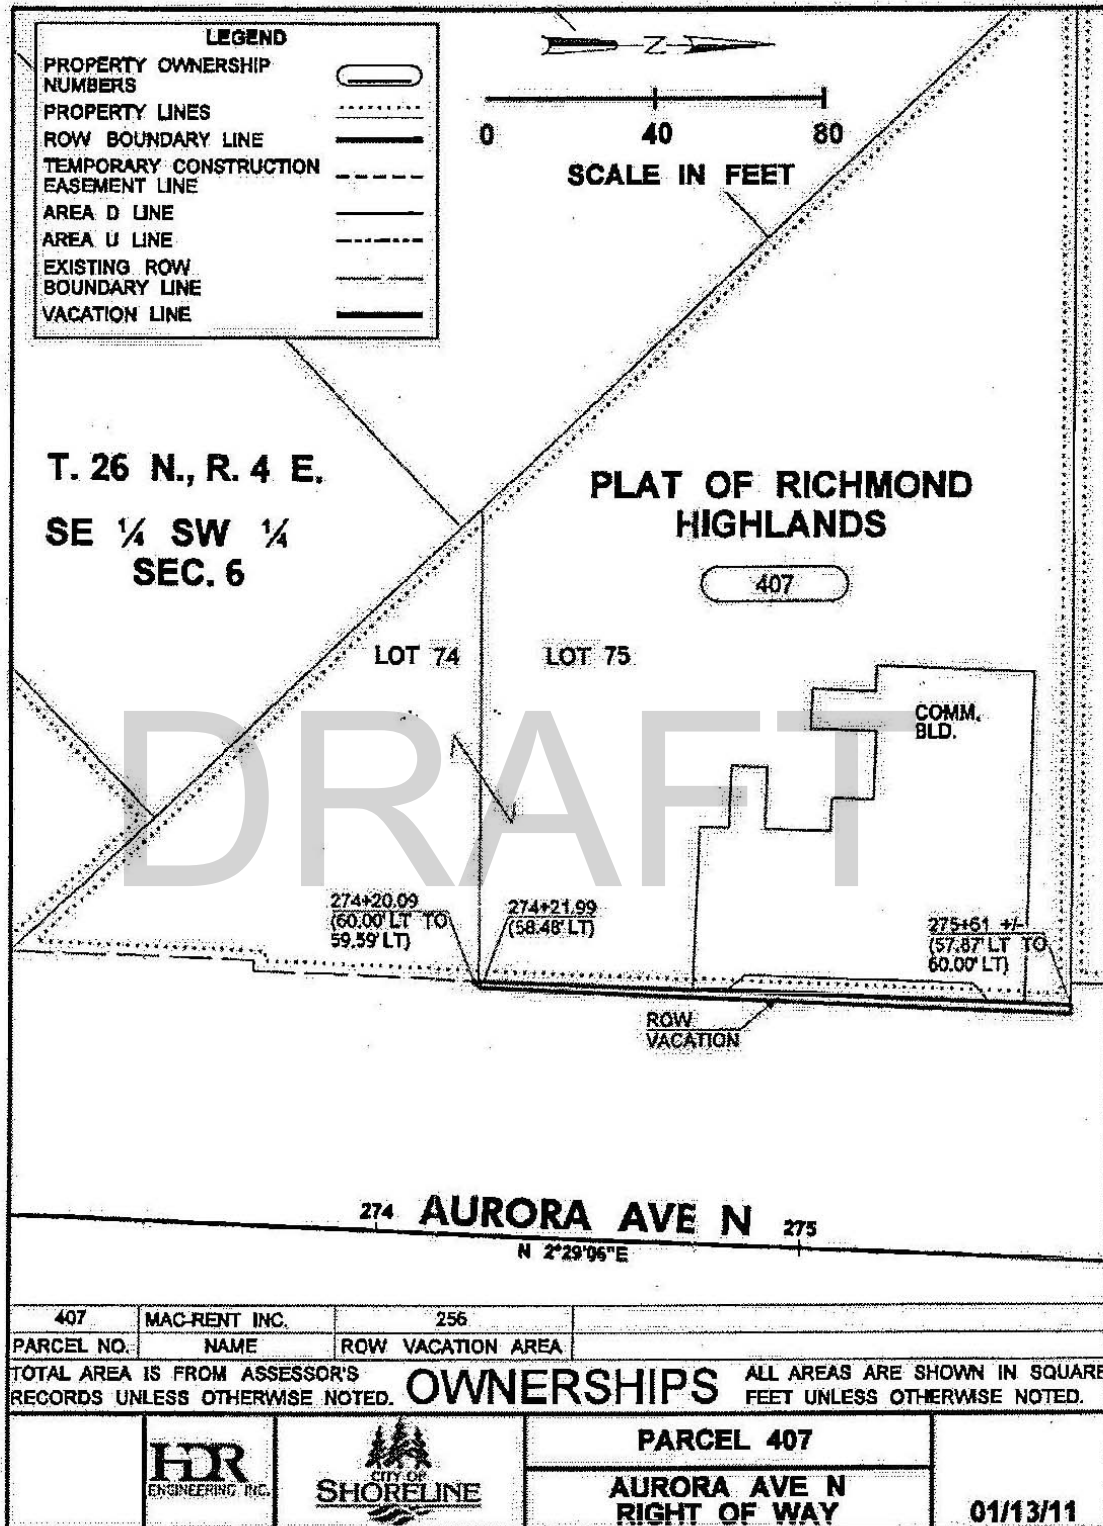 LEGEND
PROPERTY OWNERSHIP
NUMBERS
PROPERTY LINES
ROW BOUNDARY LINE
TEMPORARY CONSTRUCTION
EASEMENT LINE
AREA D LINE
AREA U LINE
EXISTING ROW
BOUNDARY LINE
VACATION LINE
Z
0 40 80
SCALE IN FEET
T. 26 N., R. 4 E.
SE ¼ SW ¼
SEC. 6
PLAT OF RICHMOND
HIGHLANDS
407
LOT 74
LOT 75
COMM.
BLD.
DRAFT
274+20.09
(60.00' LT TO
59.59' LT)
274+21.99
(58.48' LT)
275+61 +/-
(57.87' LT TO
60.00' LT)
ROW
VACATION
274 AURORA AVE N 275
N 2°29'06"E
407 MAC-RENT INC. 256
PARCEL NO. NAME ROW VACATION AREA
TOTAL AREA IS FROM ASSESSOR'S
RECORDS UNLESS OTHERWISE NOTED.
OWNERSHIPS
ALL AREAS ARE SHOWN IN SQUARE
FEET UNLESS OTHERWISE NOTED.
HDR
ENGINEERING INC.
CITY OF
SHORELINE
PARCEL 407
AURORA AVE N
RIGHT OF WAY
01/13/11